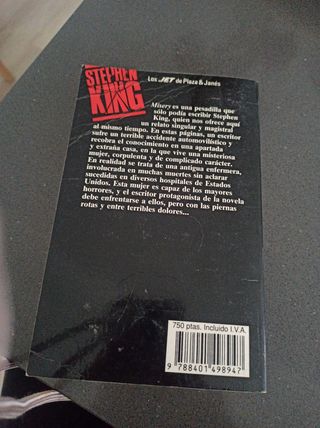 STEPHEN
KING
Los JET de Plaza & Janés
Misery es una pesadilla que
sólo podía escribir Stephen
King, quien nos ofrece aquí
un relato singular y magistral
al mismo tiempo. En estas páginas, un escritor
sufre un terrible accidente automovilístico y
recobra el conocimiento en una apartada
y extraña casa, en la que vive una misteriosa
mujer, corpulenta y de complicado carácter.
En realidad se trata de una antigua enfermera,
involucrada en muchas muertes sin aclarar
sucedidas en diversos hospitales de Estados
Unidos. Esta mujer es capaz de los mayores
horrores, y el escritor protagonista de la novela
debe enfrentarse a ellos, pero con las piernas
rotas y entre terribles dolores...
750 ptas. Incluido I.V.A.
9 788401 498947